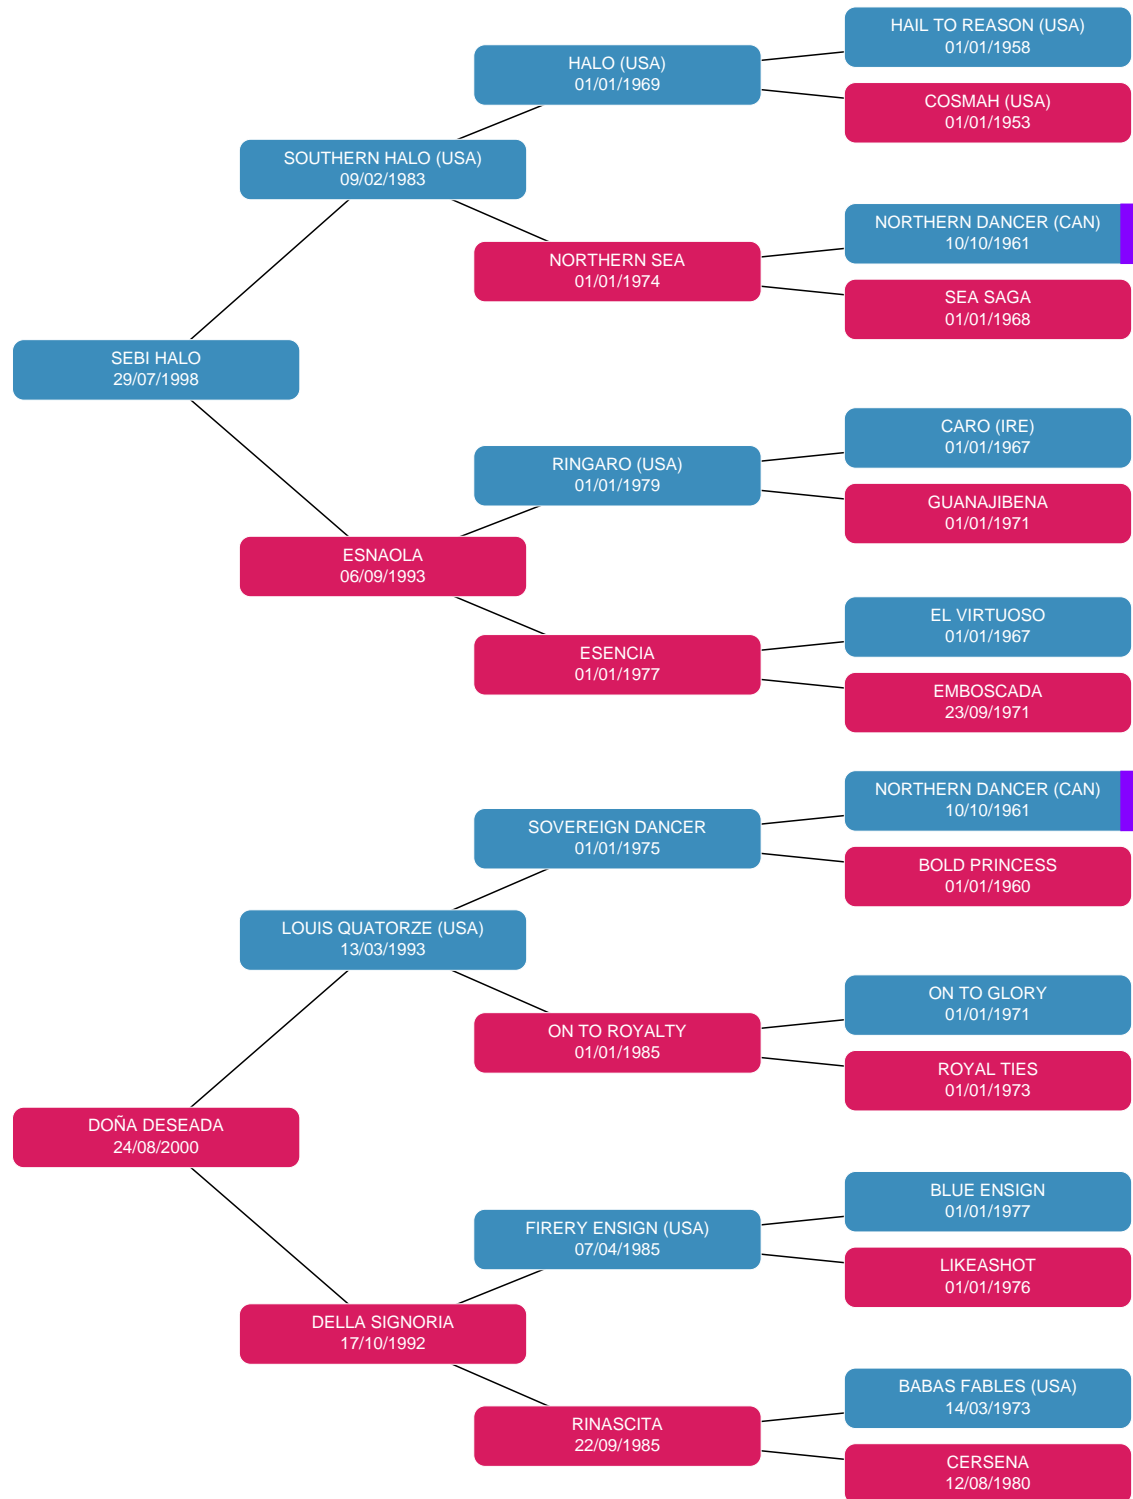 HAIL TO REASON (USA)
01/01/1958
HALO (USA)
01/01/1969
COSMAH (USA)
01/01/1953
SOUTHERN HALO (USA)
09/02/1983
NORTHERN DANCER (CAN)
10/10/1961
NORTHERN SEA
01/01/1974
SEA SAGA
01/01/1968
SEBI HALO
29/07/1998
CARO (IRE)
01/01/1967
RINGARO (USA)
01/01/1979
GUANAJIBENA
01/01/1971
ESNAOLA
06/09/1993
EL VIRTUOSO
01/01/1967
ESENCIA
01/01/1977
EMBOSCADA
23/09/1971
NORTHERN DANCER (CAN)
10/10/1961
SOVEREIGN DANCER
01/01/1975
BOLD PRINCESS
01/01/1960
LOUIS QUATORZE (USA)
13/03/1993
ON TO GLORY
01/01/1971
ON TO ROYALTY
01/01/1985
ROYAL TIES
01/01/1973
DOÑA DESEADA
24/08/2000
BLUE ENSIGN
01/01/1977
FIRERY ENSIGN (USA)
07/04/1985
LIKEASHOT
01/01/1976
DELLA SIGNORIA
17/10/1992
BABAS FABLES (USA)
14/03/1973
RINASCITA
22/09/1985
CERSENA
12/08/1980